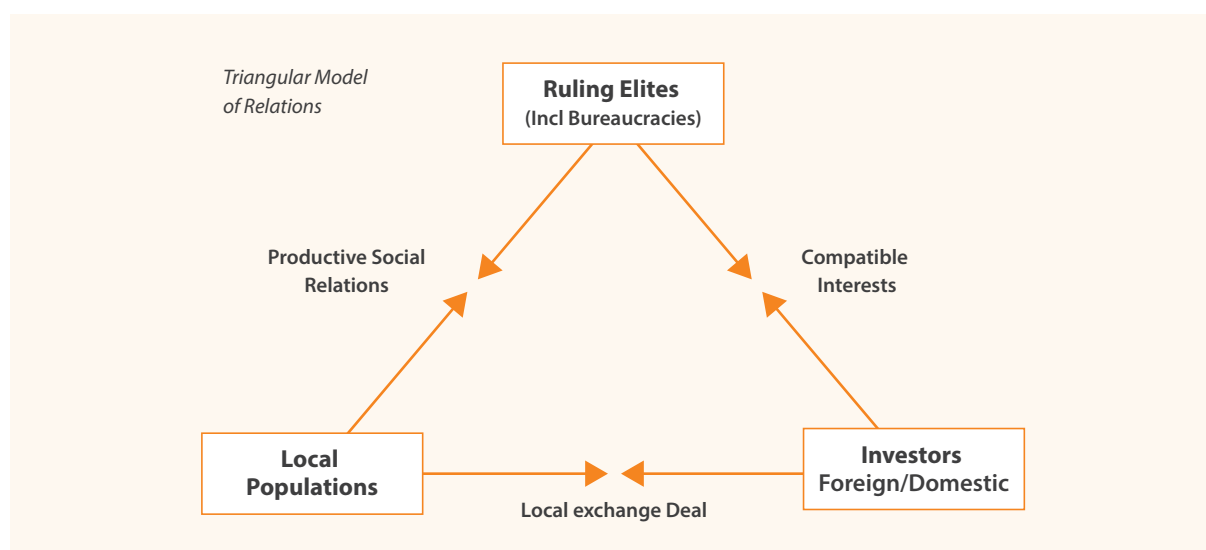 Triangular Model
of Relations
Ruling Elites
(Incl Bureaucracies)
Productive Social
Relations
Compatible
Interests
Local
Populations
Investors
Foreign/Domestic
Local exchange Deal